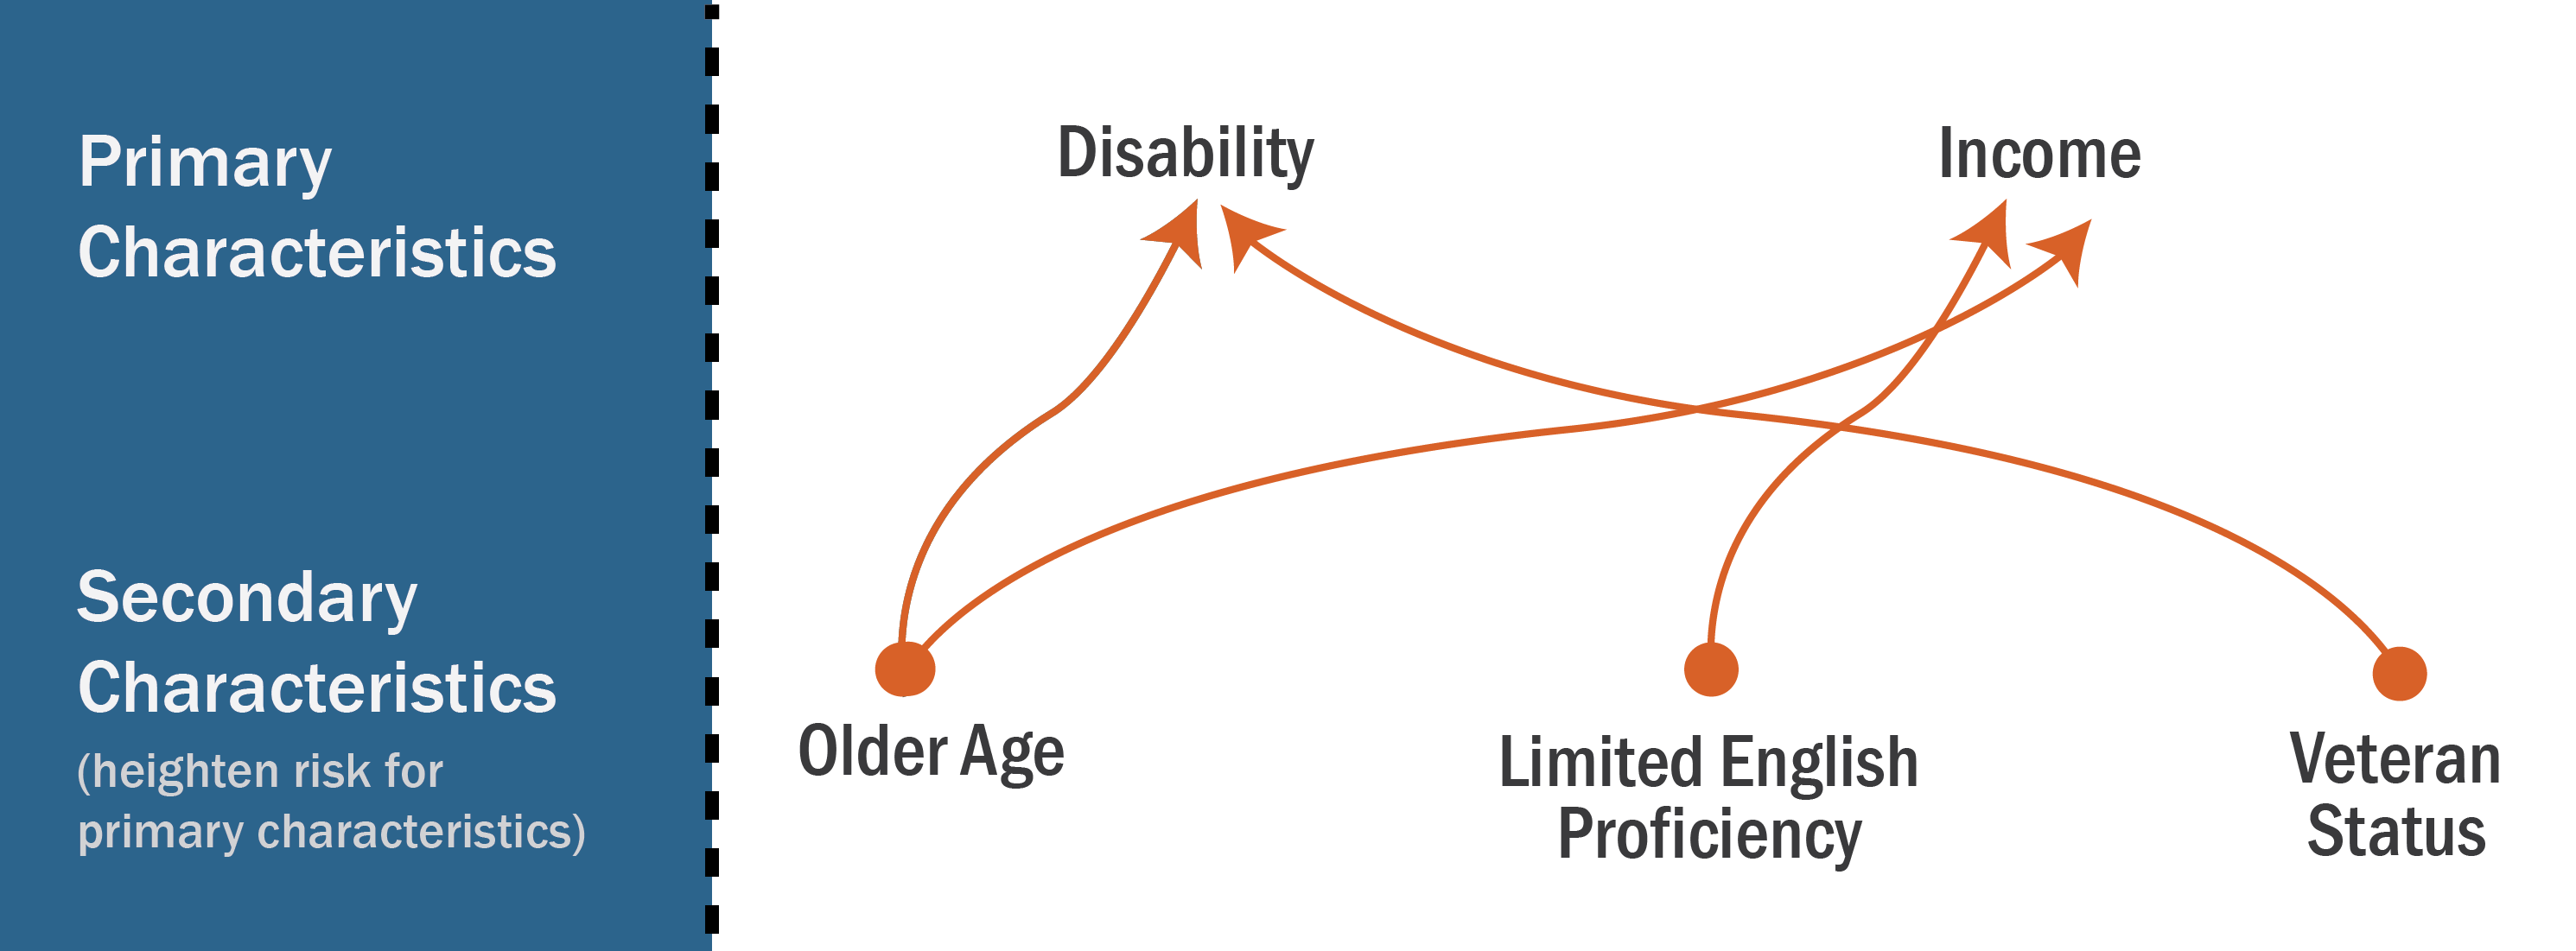 Primary
Characteristics
Disability
Income
Secondary
Characteristics
(heighten risk for
primary characteristics)
Older Age
Limited English
Proficiency
Veteran
Status